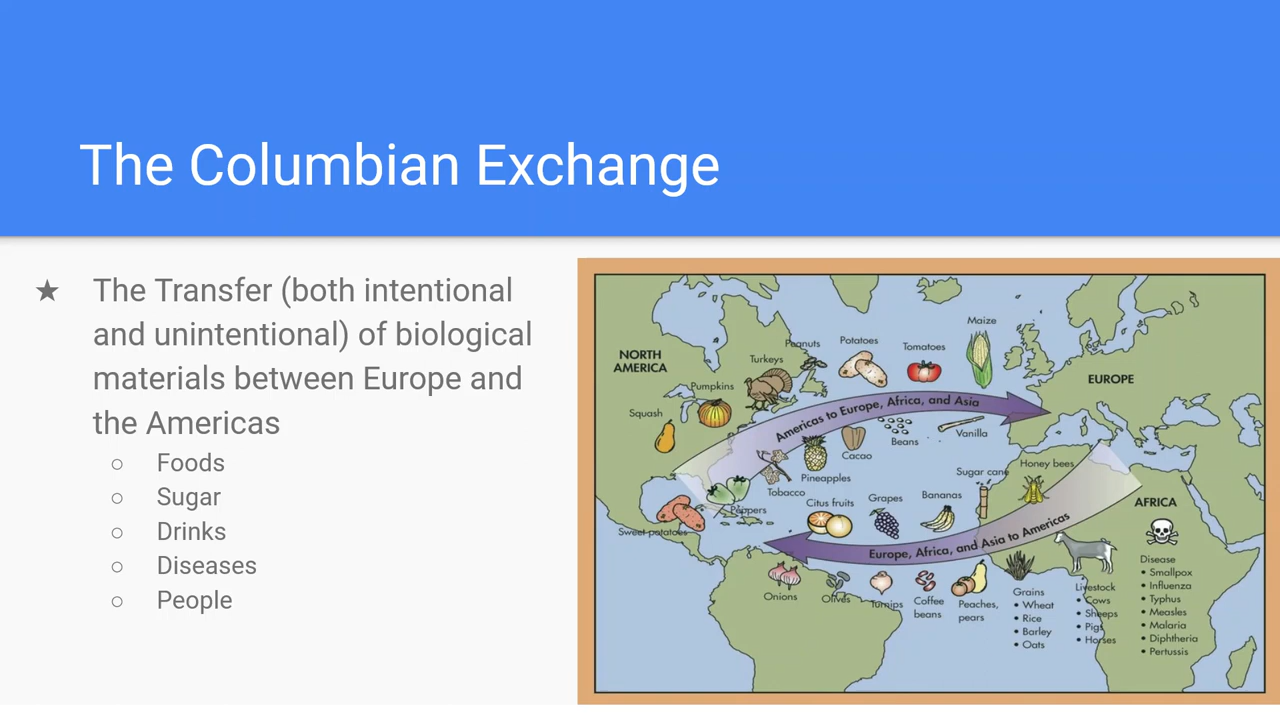 The Columbian Exchange
★ The Transfer (both intentional
and unintentional) of biological
materials between Europe and
the Americas
○ Foods
○ Sugar
○ Drinks
○ Diseases
○ People
Maize
Peanuts
Potatoes
Tomatoes
NORTH
AMERICA
Turkeys
EUROPE
Pumpkins
Squash
Americas to Europe, Africa, and Asia
Beans
Vanilla
Cacao
Pineapples
Sugar cane
Honey bees
Tobacco
Peppers
Citus fruits
Grapes
Bananas
AFRICA
Sweet potatoes
Europe, Africa, and Asia to Americas
Onions
Olives
Turnips
Coffee
beans
Peaches,
pears
Grains
• Wheat
• Rice
• Barley
• Oats
Livestock
• Cows
• Sheeps
• Pigs
• Horses
Disease
• Smallpox
• Influenza
• Typhus
• Measles
• Malaria
• Diphtheria
• Pertussis